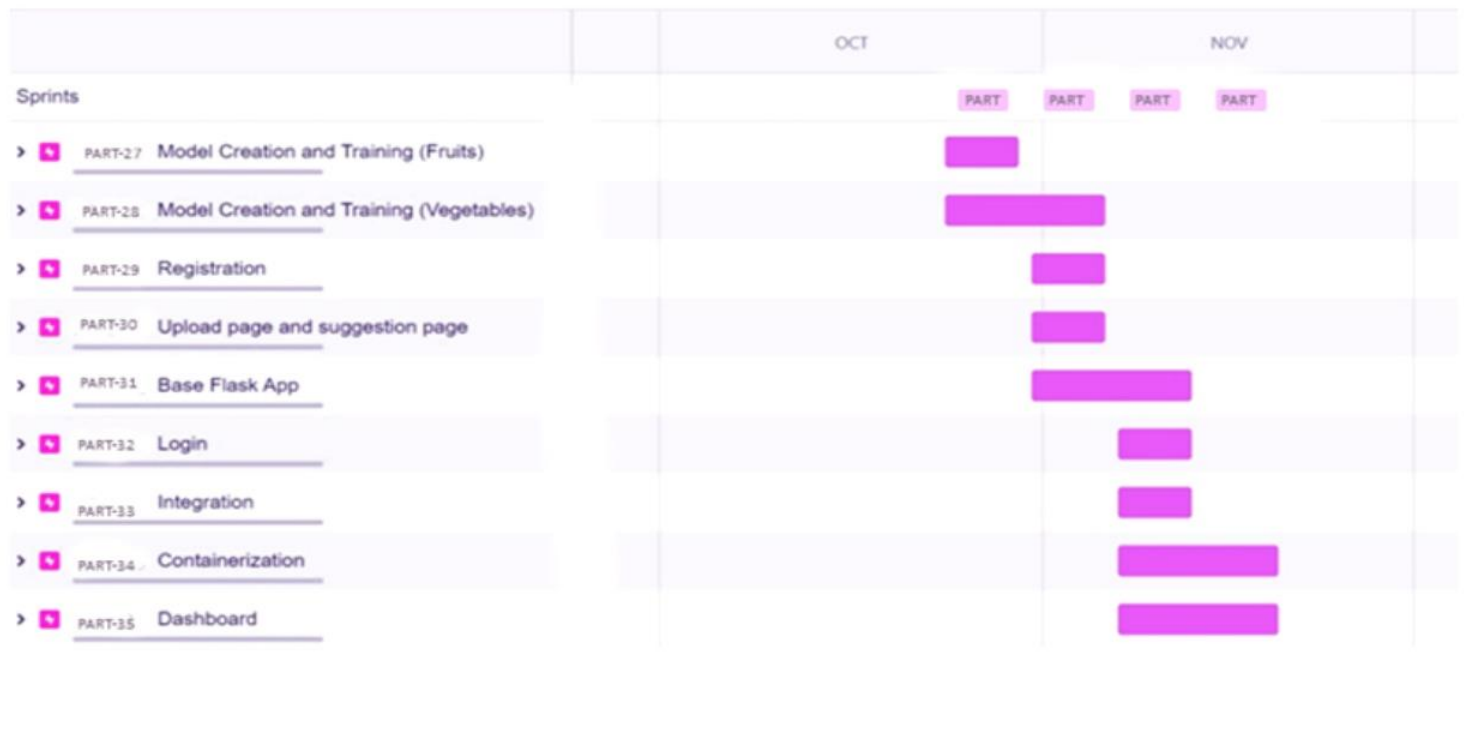 OCT NOV
Sprints PART PART PART PART
PART-27 Model Creation and Training (Fruits)
PART-28 Model Creation and Training (Vegetables)
PART-29 Registration
PART-30 Upload page and suggestion page
PART-31 Base Flask App
PART-32 Login
PART-33 Integration
PART-34 Containerization
PART-35 Dashboard